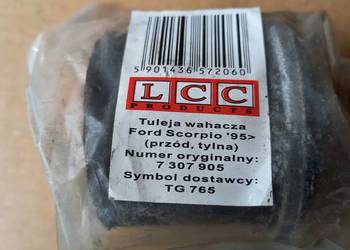 5 901436 572060
LCC
PRODUCTS
Tuleja wahacza
Ford Scorpio '95>
(przód, tylna)
Numer oryginalny:
7 307 905
Symbol dostawcy:
TG 765